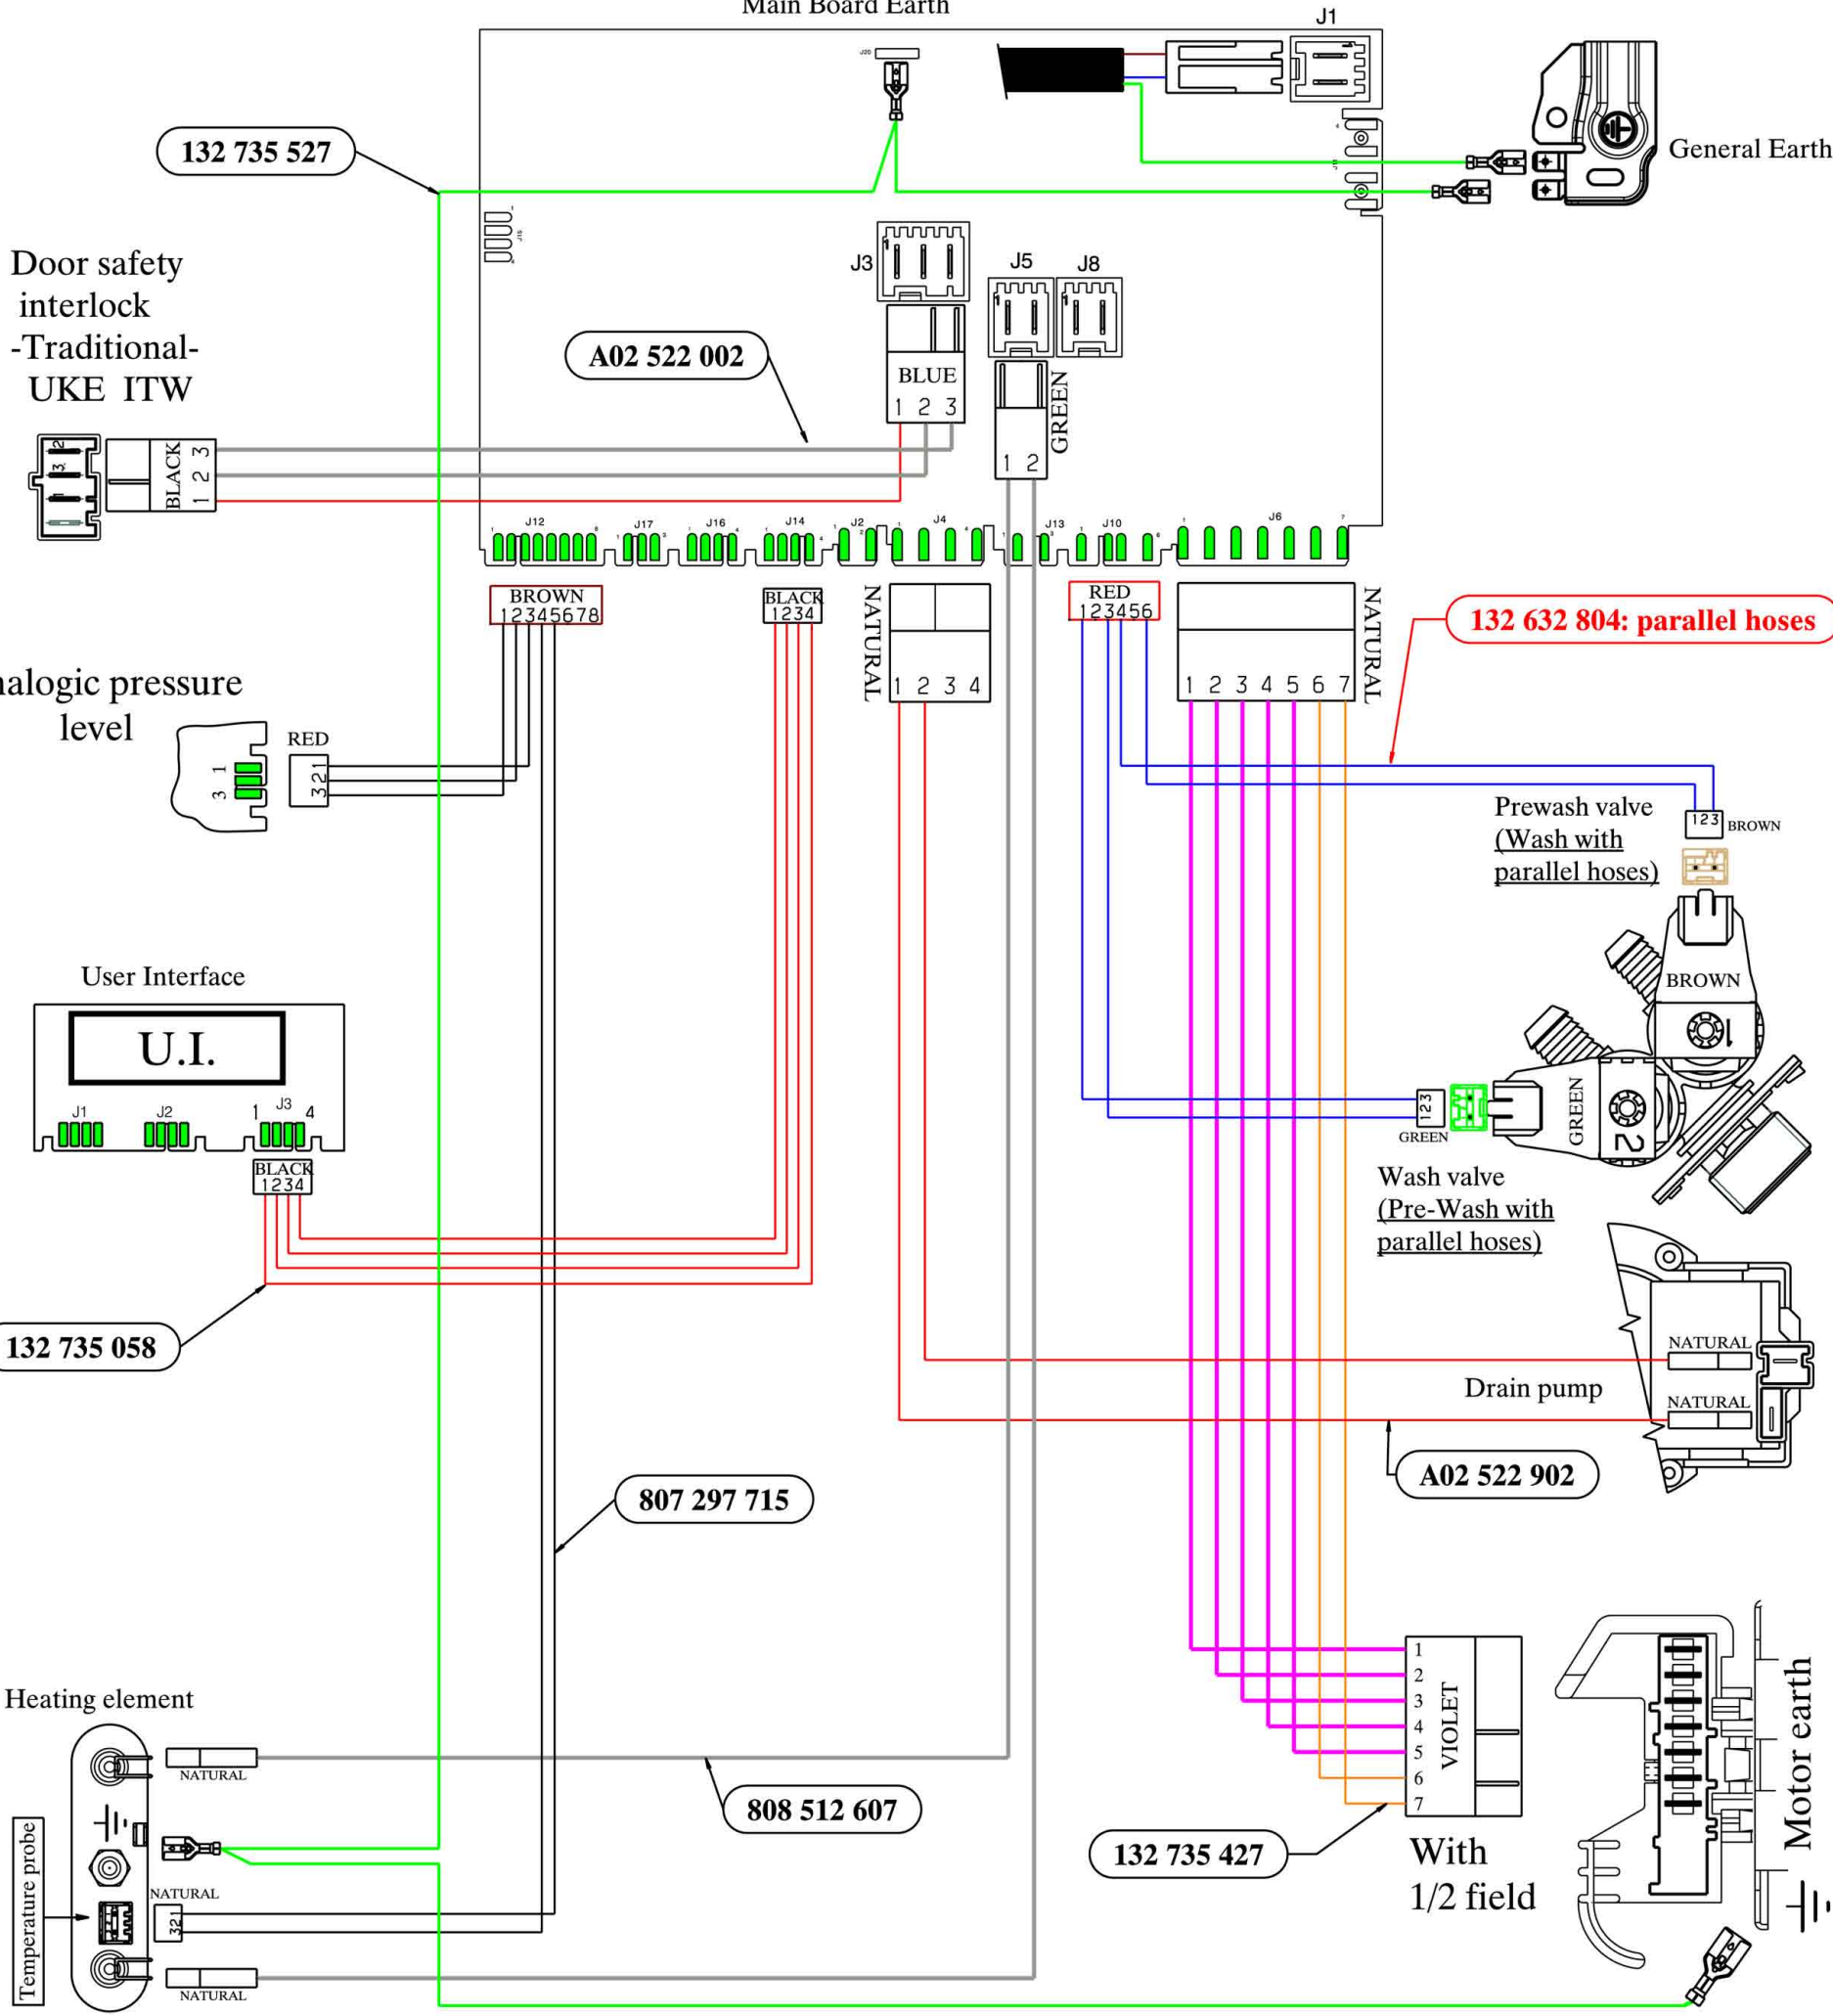 Main Board Earth
J1
J20
132 735 527
General Earth
Door safety
interlock
-Traditional-
UKE ITW
J15
J3
J5
J8
A02 522 002
BLUE
1 2 3
GREEN
1 2
BLACK
1 2 3
J12
J17
J16
J14
J2
J4
J13
J10
J6
BROWN
12345678
BLACK
1234
NATURAL
1 2 3 4
RED
123456
NATURAL
1 2 3 4 5 6 7
132 632 804: parallel hoses
nalogic pressure
level
1
3
RED
321
Prewash valve
(Wash with
parallel hoses)
123
BROWN
BROWN
1
User Interface
U.I.
J1
J2
1
J3
4
BLACK
1234
GREEN
2
123
GREEN
Wash valve
(Pre-Wash with
parallel hoses)
132 735 058
NATURAL
Drain pump
NATURAL
A02 522 902
807 297 715
Heating element
NATURAL
808 512 607
Temperature probe
NATURAL
321
NATURAL
1
2
3
4
5
6
7
VIOLET
132 735 427
With
1/2 field
Motor earth